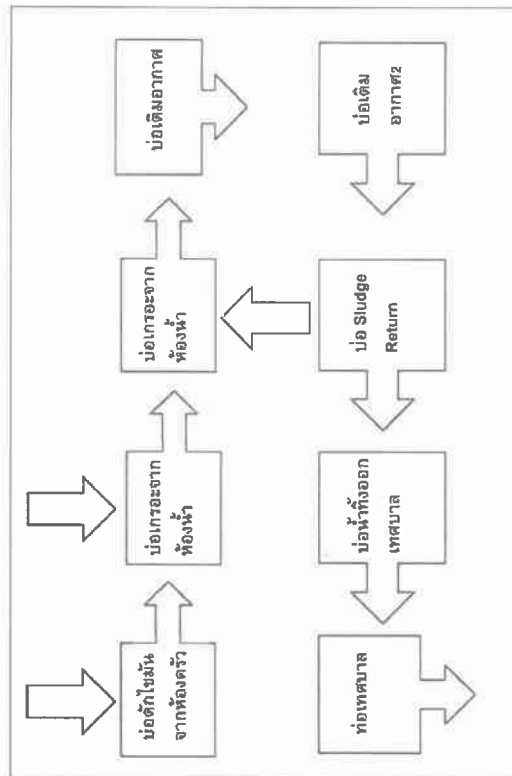 บ่อดักไขมัน
จากห้องครัว
บ่อเกรอะจาก
ห้องน้ำ
บ่อเกรอะจาก
ห้องน้ำ
บ่อเติมอากาศ
บ่อเติม
อากาศ2
บ่อ Sludge
Return
บ่อน้ำทิ้งออก
เทศบาล
ท่อเทศบาล